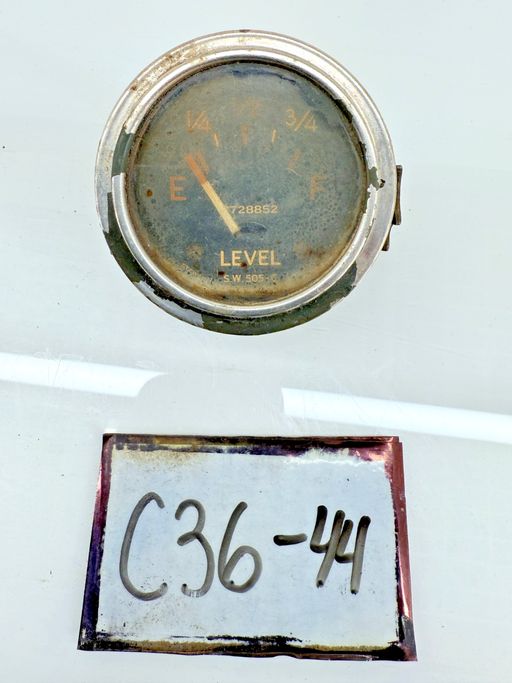 1/4 1/2 3/4
E F
7728852
LEVEL
S.W. 505-
C36-44